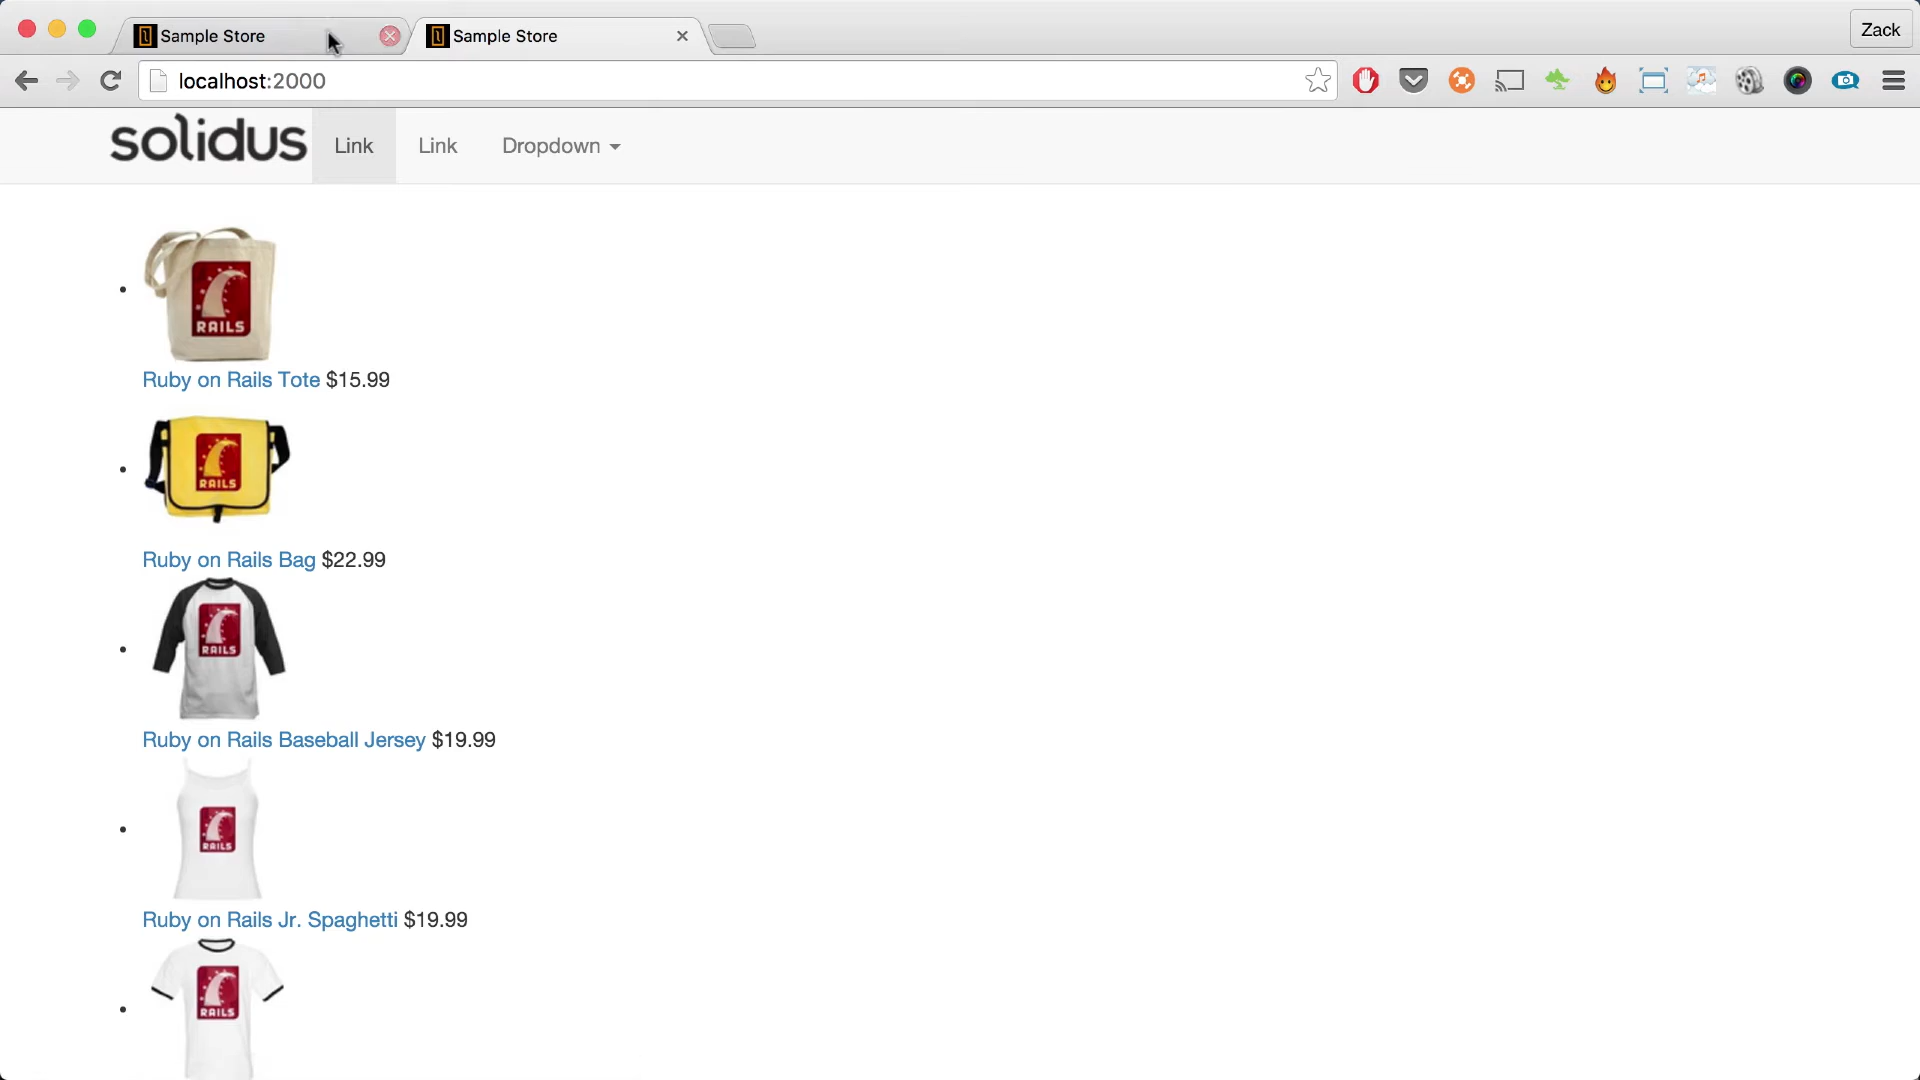 Sample Store
Sample Store
Zack
localhost:2000
solidus Link Link Dropdown
RAILS
Ruby on Rails Tote $15.99
RAILS
Ruby on Rails Bag $22.99
RAILS
Ruby on Rails Baseball Jersey $19.99
RAILS
Ruby on Rails Jr. Spaghetti $19.99
RAILS